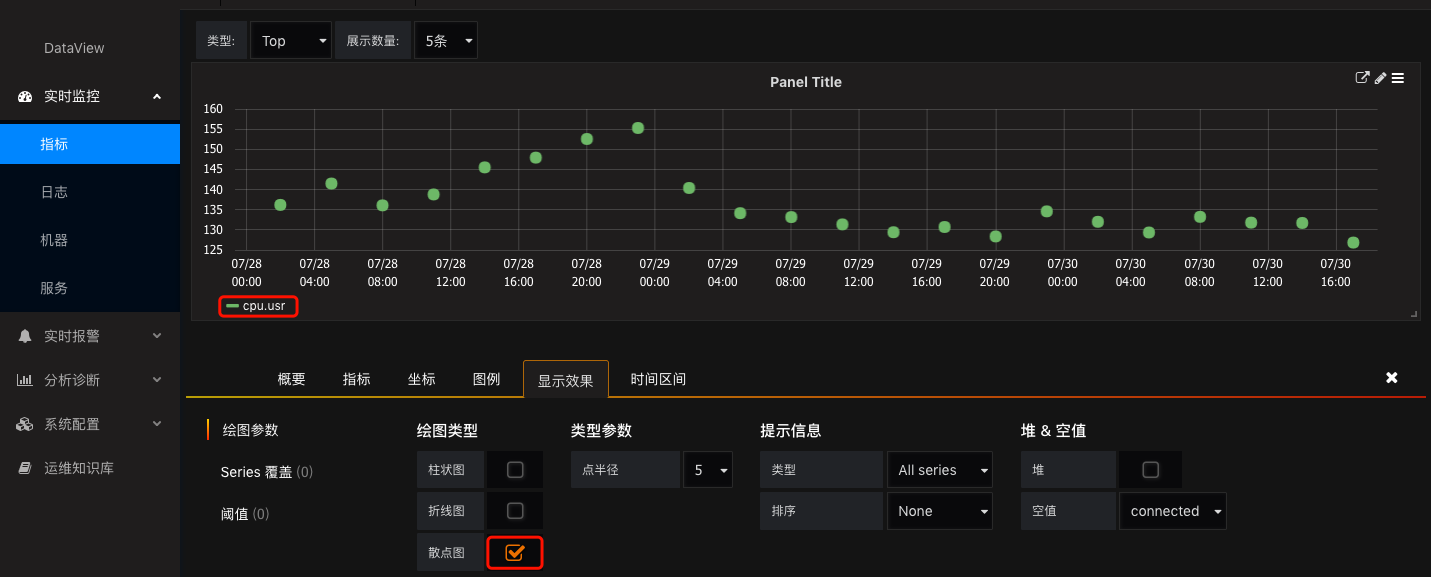 DataView
实时监控
指标
日志
机器
服务
实时报警
分析诊断
系统配置
运维知识库
类型: Top 展示数量: 5条
Panel Title
160
155
150
145
140
135
130
125
07/28 07/28 07/28 07/28 07/28 07/28 07/29 07/29 07/29 07/29 07/29 07/29 07/30 07/30 07/30 07/30 07/30
00:00 04:00 08:00 12:00 16:00 20:00 00:00 04:00 08:00 12:00 16:00 20:00 00:00 04:00 08:00 12:00 16:00
cpu.usr
概要 指标 坐标 图例 显示效果 时间区间
绘图参数
Series 覆盖 (0)
阈值 (0)
绘图类型
柱状图
折线图
散点图
类型参数
点半径 5
提示信息
类型 All series
排序 None
堆 & 空值
堆
空值 connected